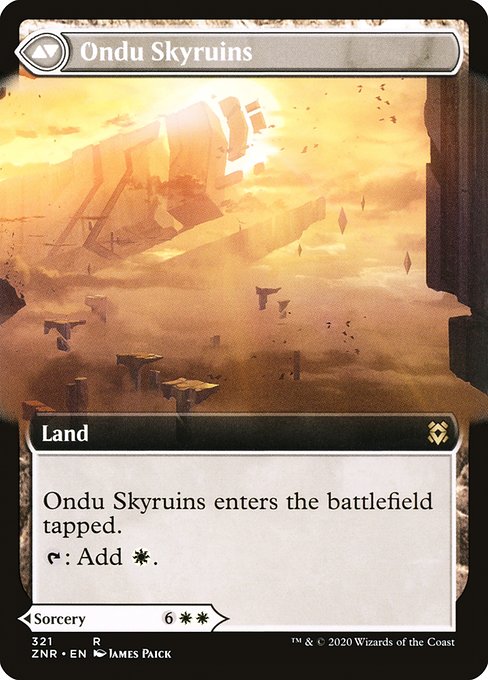 Ondu Skyruins
Land
Ondu Skyruins enters the battlefield
tapped.
: Add .
Sorcery 6
321 R
ZNR • EN James Paick
™ & © 2020 Wizards of the Coast